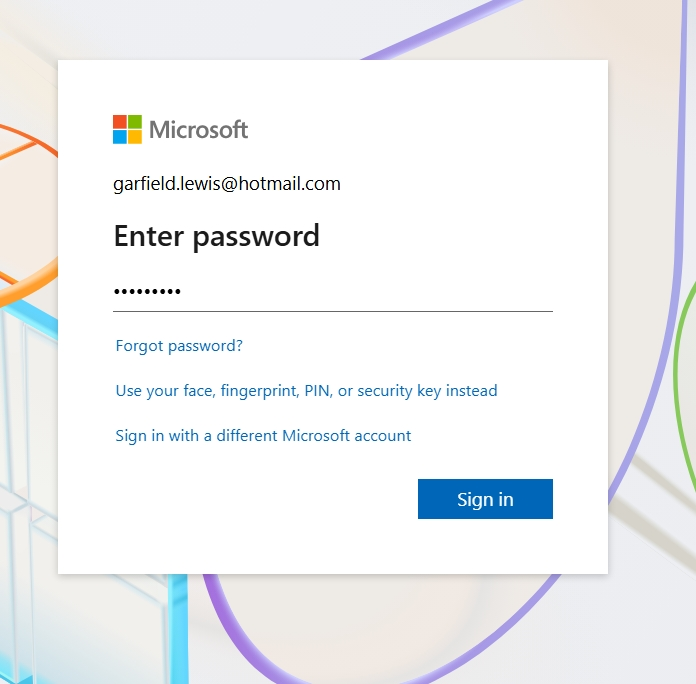 Microsoft
garfield.lewis@hotmail.com
Enter password
•••••••••
Forgot password?
Use your face, fingerprint, PIN, or security key instead
Sign in with a different Microsoft account
Sign in